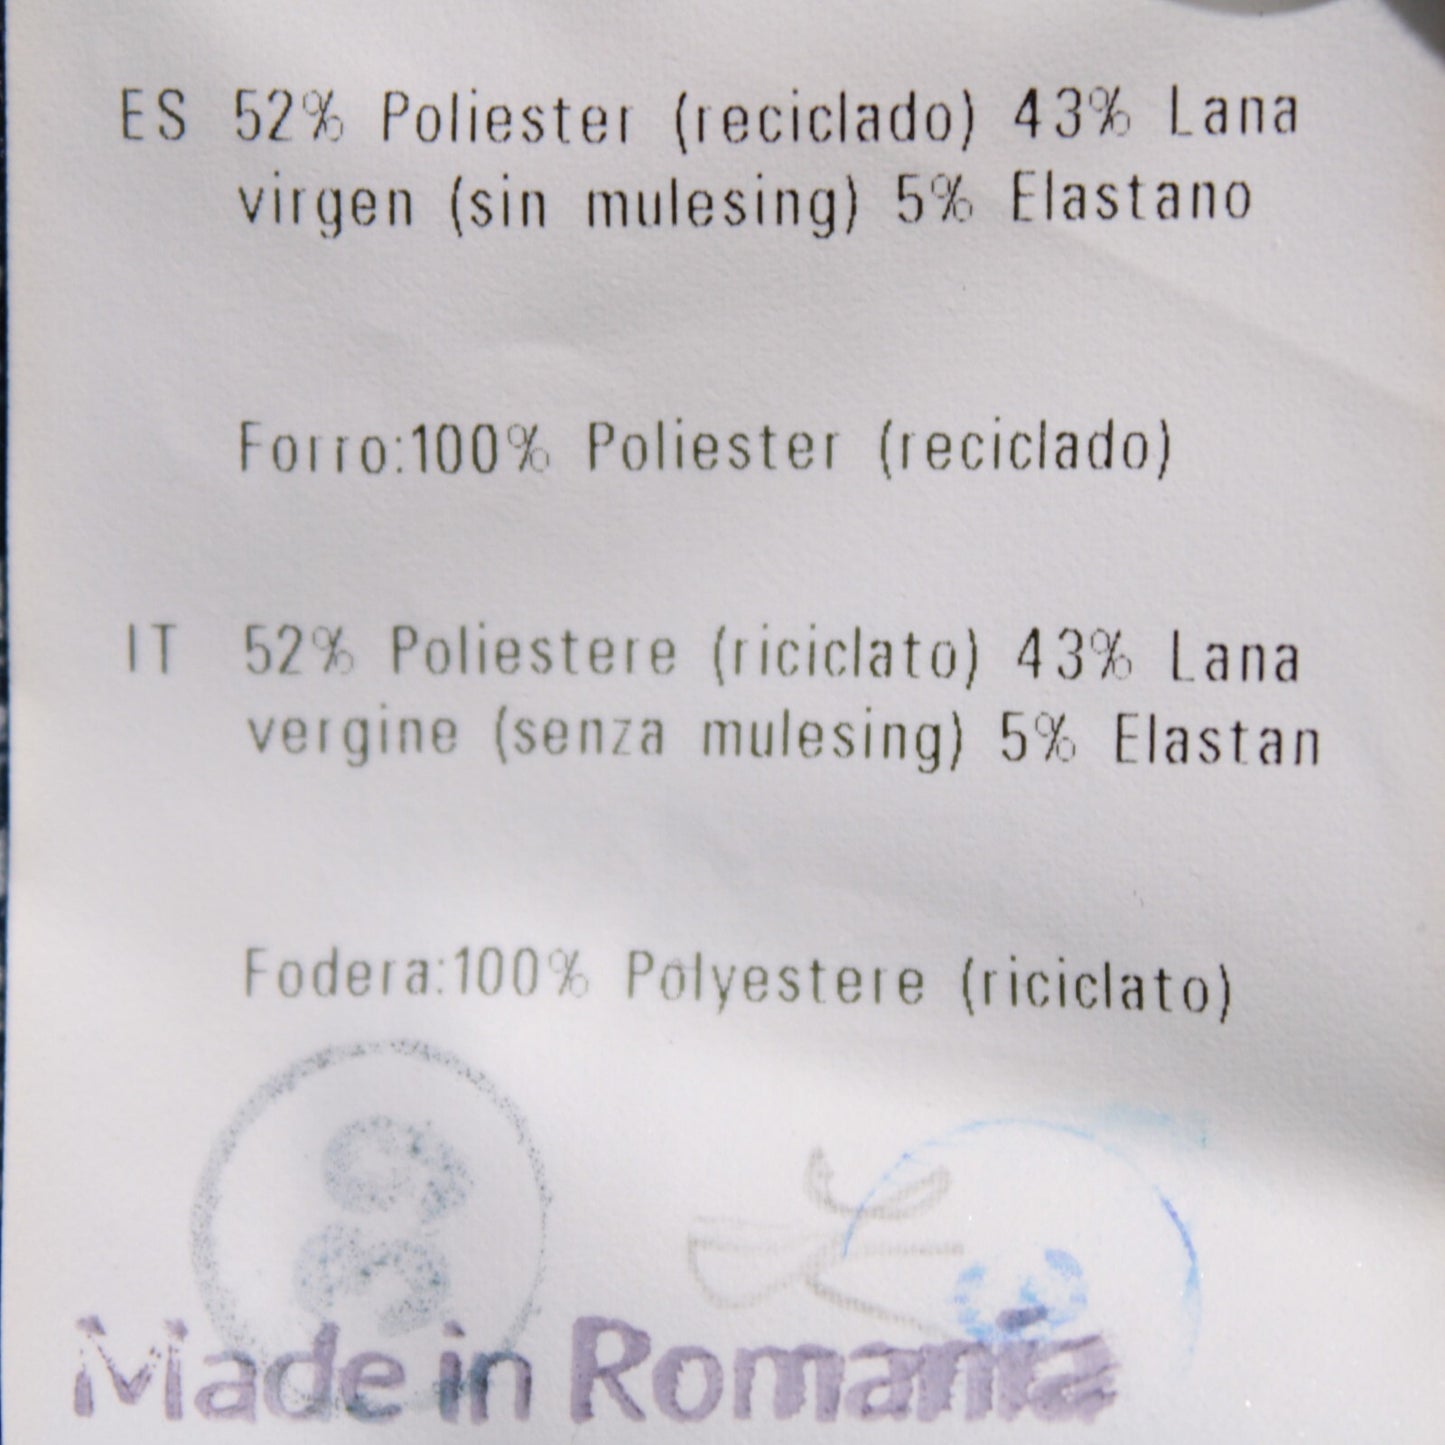 ES 52% Poliester (reciclado) 43% Lana
virgen (sin mulesing) 5% Elastano
Forro:100% Poliester (reciclado)
IT 52% Poliestere (riciclato) 43% Lana
vergine (senza mulesing) 5% Elastan
Fodera:100% Polyestere (riciclato)
Made in Romania